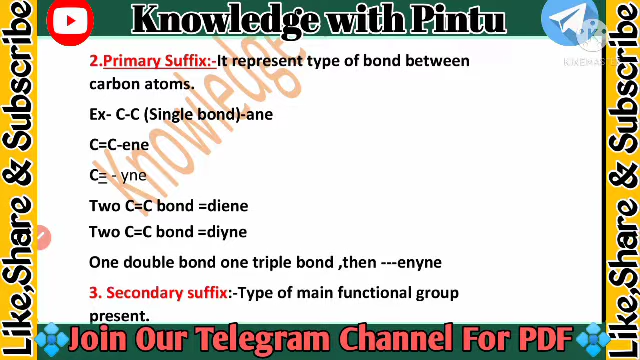 Knowledge with Pintu
KINEMASTER
2.Primary Suffix:-It represent type of bond between
carbon atoms.
Ex- C-C (Single bond)-ane
C=C-ene
C≡ - yne
Two C=C bond =diene
Two C=C bond =diyne
One double bond one triple bond ,then ---enyne
3. Secondary suffix:-Type of main functional group
present.
Knowledge
Like,Share & Subscribe
Like,Share & Subscribe
Join Our Telegram Channel For PDF